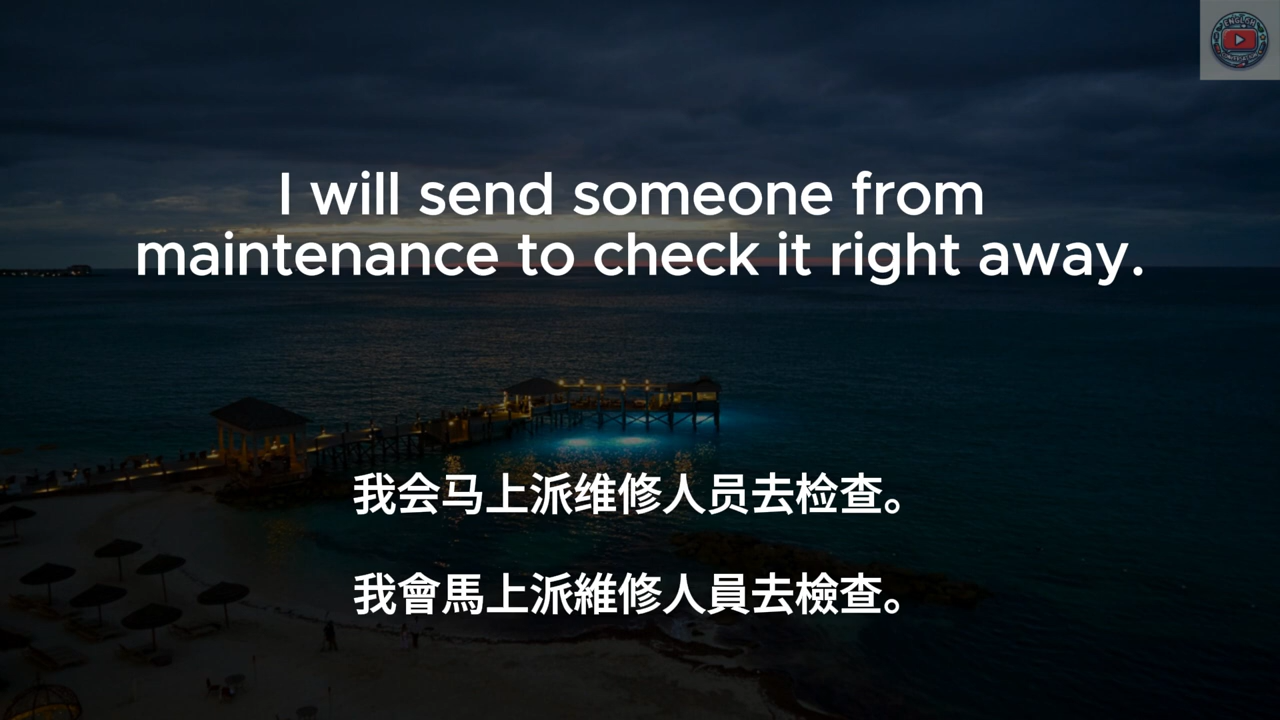 ENGLISH
I will send someone from
maintenance to check it right away.
我会马上派维修人员去检查。
我會馬上派維修人員去檢查。